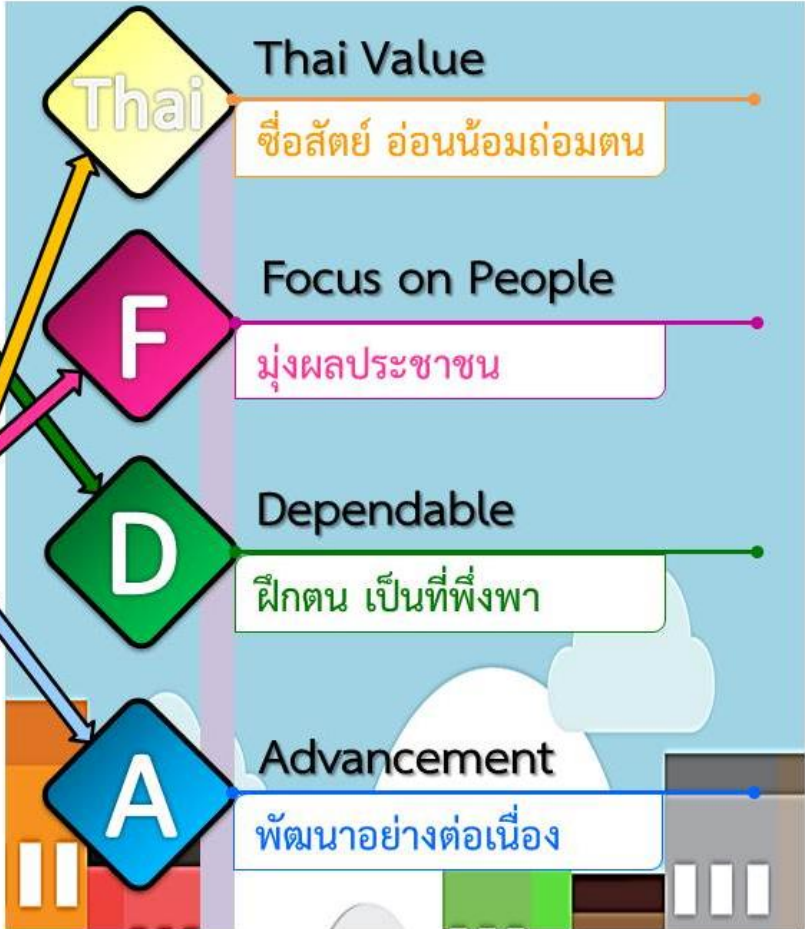 Thai
Thai Value
ซื่อสัตย์ อ่อนน้อมถ่อมตน
F
Focus on People
มุ่งผลประชาชน
D
Dependable
ฝึกตน เป็นที่พึ่งพา
A
Advancement
พัฒนาอย่างต่อเนื่อง